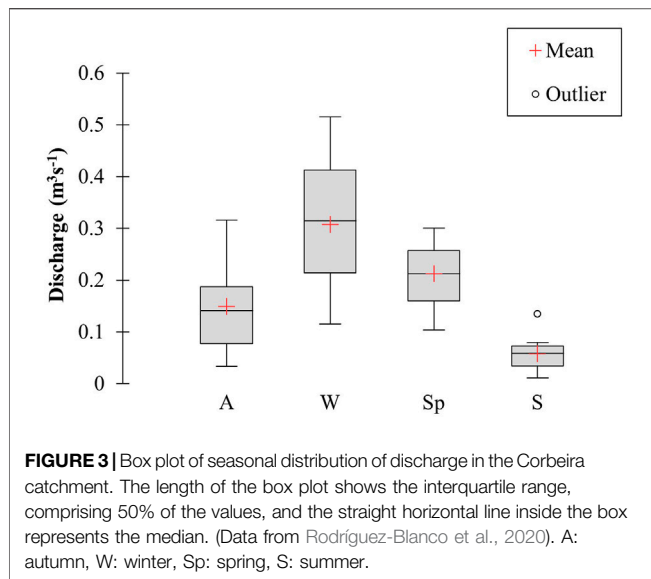 Mean
Outlier
0.6
0.5
0.4
0.3
0.2
0.1
0
Discharge (m³s⁻¹)
A W Sp S
FIGURE 3 | Box plot of seasonal distribution of discharge in the Corbeira
catchment. The length of the box plot shows the interquartile range,
comprising 50% of the values, and the straight horizontal line inside the box
represents the median. (Data from Rodríguez-Blanco et al., 2020). A:
autumn, W: winter, Sp: spring, S: summer.